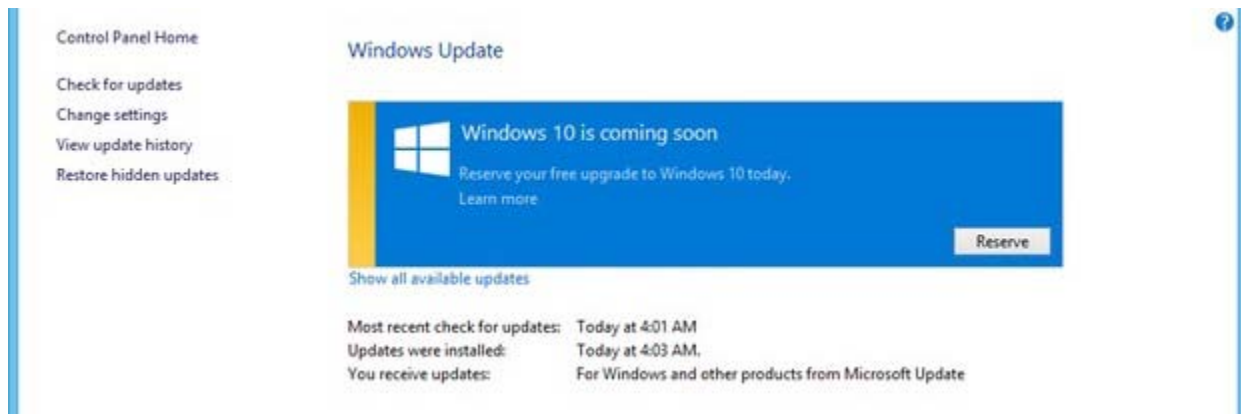 Control Panel Home
Check for updates
Change settings
View update history
Restore hidden updates
Windows Update
Windows 10 is coming soon
Reserve your free upgrade to Windows 10 today.
Learn more
Reserve
Show all available updates
Most recent check for updates: Today at 4:01 AM
Updates were installed: Today at 4:03 AM.
You receive updates: For Windows and other products from Microsoft Update
?